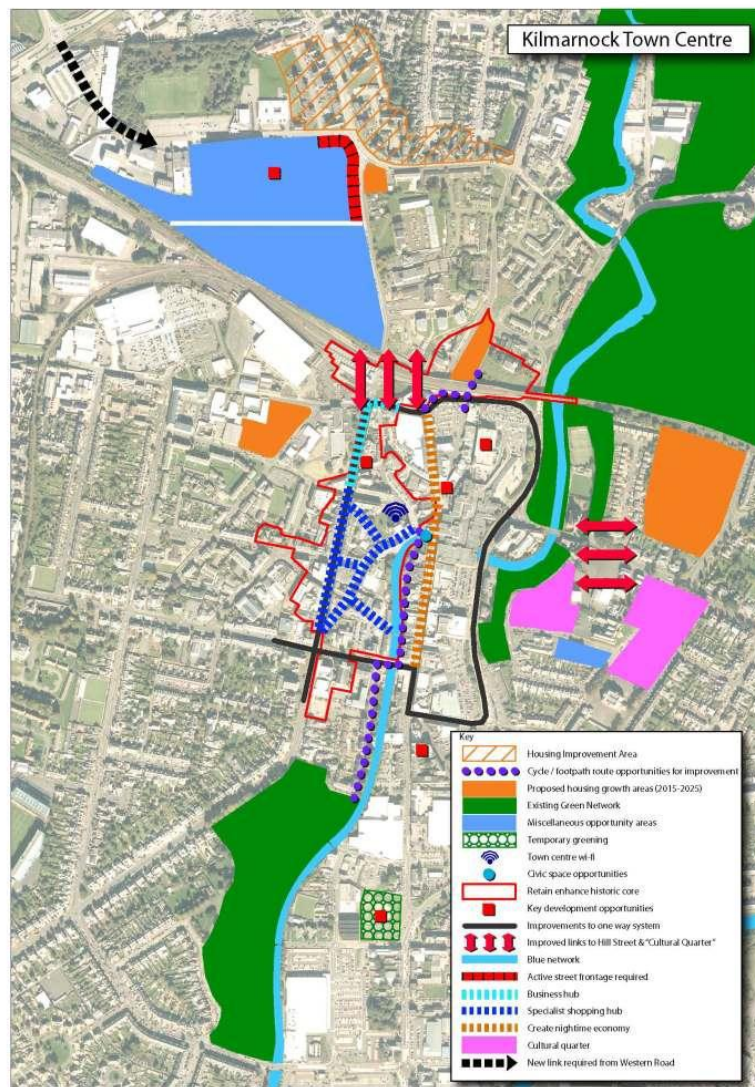 Kilmarnock Town Centre
Key
Housing Improvement Area
Cycle / footpath route opportunities for improvement
Proposed housing growth areas (2015-2025)
Existing Green Network
Miscellaneous opportunity areas
Temporary greening
Town centre wi-fi
Civic space opportunities
Retain enhance historic core
Key development opportunities
Improvements to one way system
Improved links to Hill Street & "Cultural Quarter"
Blue network
Active street frontage required
Business hub
Specialist shopping hub
Create nightime economy
Cultural quarter
New link required from Western Road